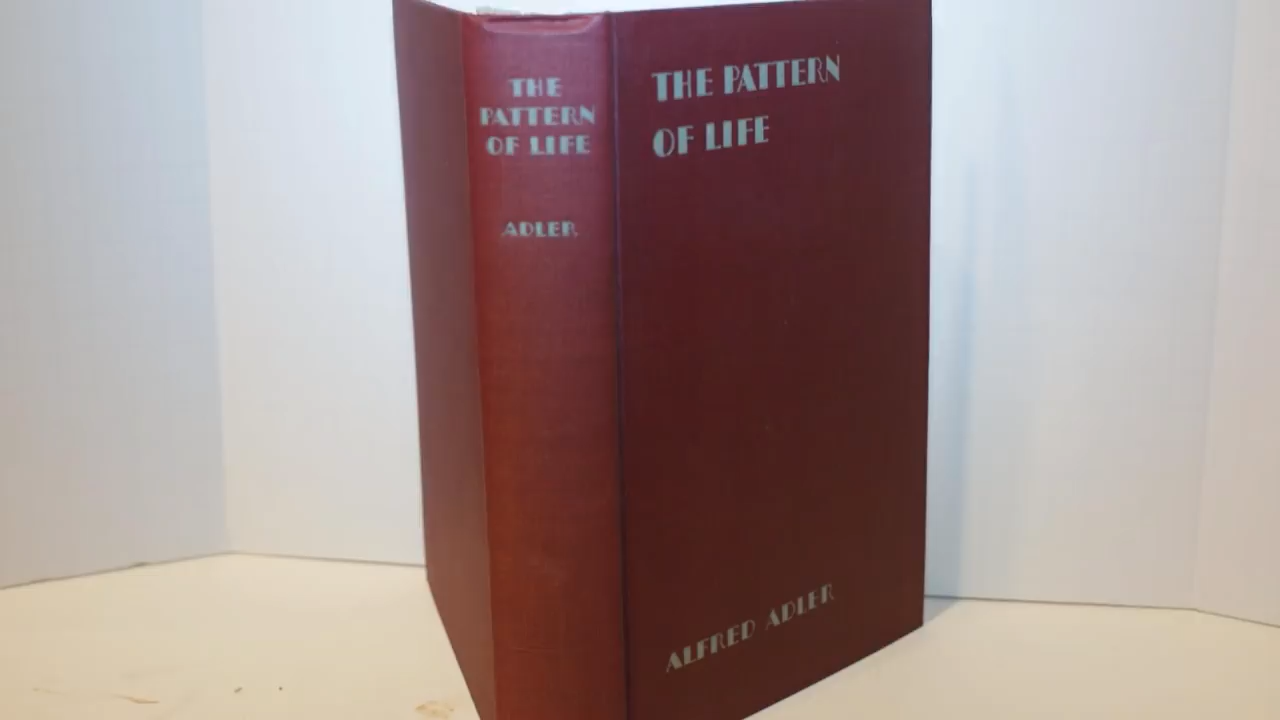 THE
PATTERN
OF LIFE
ADLER
THE PATTERN
OF LIFE
ALFRED ADLER